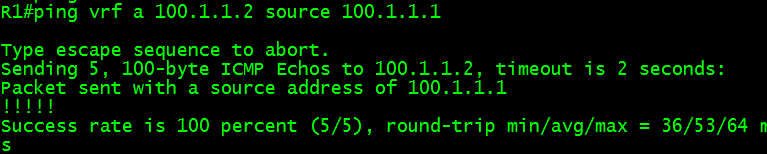 R1#ping vrf a 100.1.1.2 source 100.1.1.1
Type escape sequence to abort.
Sending 5, 100-byte ICMP Echos to 100.1.1.2, timeout is 2 seconds:
Packet sent with a source address of 100.1.1.1
!!!!!
Success rate is 100 percent (5/5), round-trip min/avg/max = 36/53/64 m
s